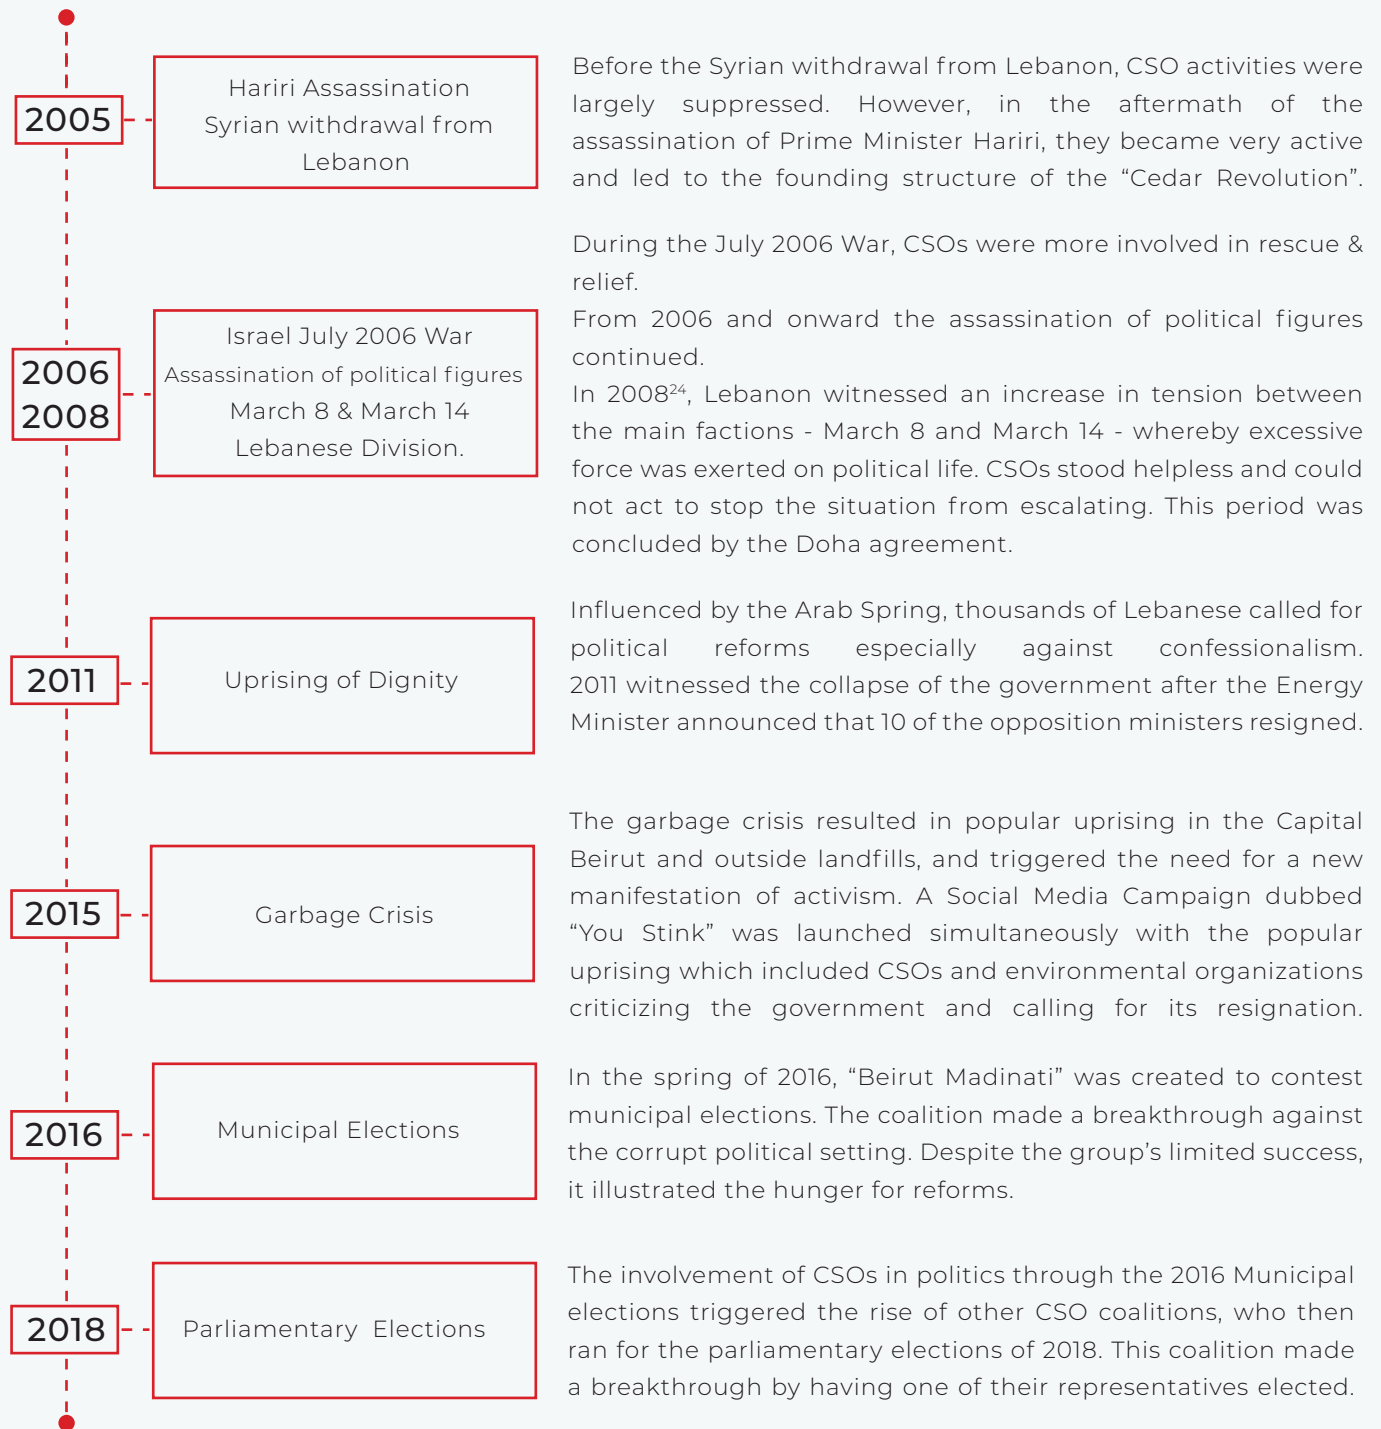 2005
Hariri Assassination
Syrian withdrawal from
Lebanon
Before the Syrian withdrawal from Lebanon, CSO activities were
largely suppressed. However, in the aftermath of the
assassination of Prime Minister Hariri, they became very active
and led to the founding structure of the “Cedar Revolution”.
2006
2008
Israel July 2006 War
Assassination of political figures
March 8 & March 14
Lebanese Division.
During the July 2006 War, CSOs were more involved in rescue &
relief.
From 2006 and onward the assassination of political figures
continued.
In 2008²⁴, Lebanon witnessed an increase in tension between
the main factions - March 8 and March 14 - whereby excessive
force was exerted on political life. CSOs stood helpless and could
not act to stop the situation from escalating. This period was
concluded by the Doha agreement.
2011
Uprising of Dignity
Influenced by the Arab Spring, thousands of Lebanese called for
political reforms especially against confessionalism.
2011 witnessed the collapse of the government after the Energy
Minister announced that 10 of the opposition ministers resigned.
2015
Garbage Crisis
The garbage crisis resulted in popular uprising in the Capital
Beirut and outside landfills, and triggered the need for a new
manifestation of activism. A Social Media Campaign dubbed
“You Stink” was launched simultaneously with the popular
uprising which included CSOs and environmental organizations
criticizing the government and calling for its resignation.
2016
Municipal Elections
In the spring of 2016, “Beirut Madinati” was created to contest
municipal elections. The coalition made a breakthrough against
the corrupt political setting. Despite the group’s limited success,
it illustrated the hunger for reforms.
2018
Parliamentary Elections
The involvement of CSOs in politics through the 2016 Municipal
elections triggered the rise of other CSO coalitions, who then
ran for the parliamentary elections of 2018. This coalition made
a breakthrough by having one of their representatives elected.